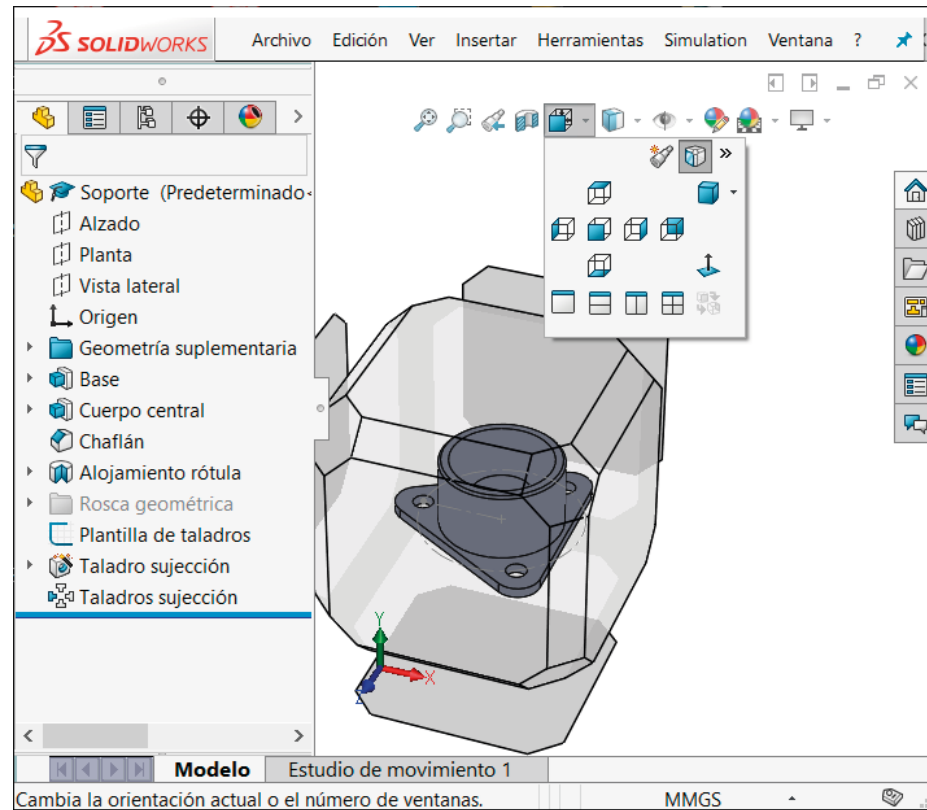 SOLIDWORKS Archivo Edición Ver Insertar Herramientas Simulation Ventana ?
Soporte (Predeterminado
Alzado
Planta
Vista lateral
Origen
Geometría suplementaria
Base
Cuerpo central
Chaflán
Alojamiento rótula
Rosca geométrica
Plantilla de taladros
Taladro sujección
Taladros sujección
Y
X
Z
Modelo Estudio de movimiento 1
Cambia la orientación actual o el número de ventanas. MMGS